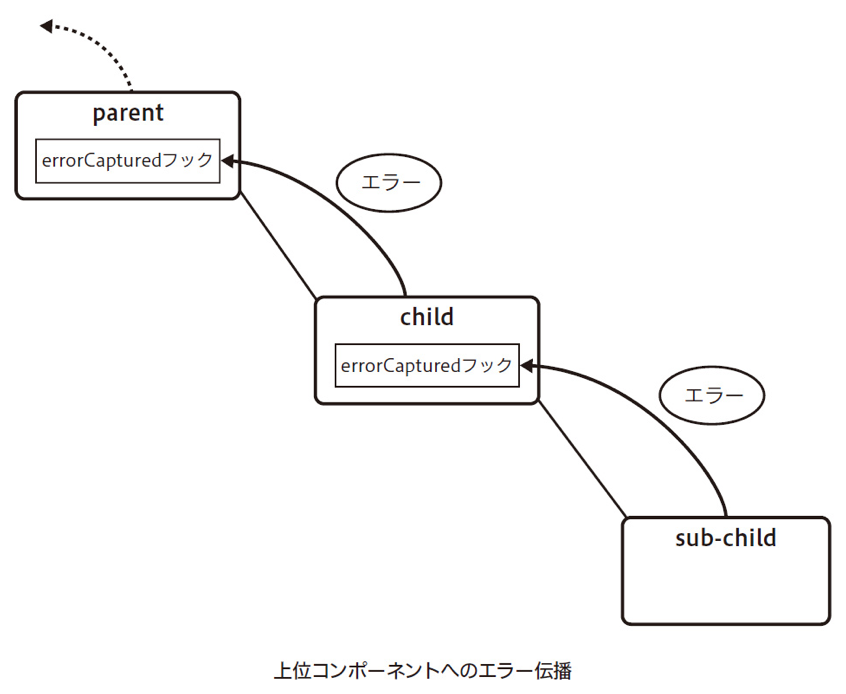 parent
errorCapturedフック
エラー
child
errorCapturedフック
エラー
sub-child
上位コンポーネントへのエラー伝播